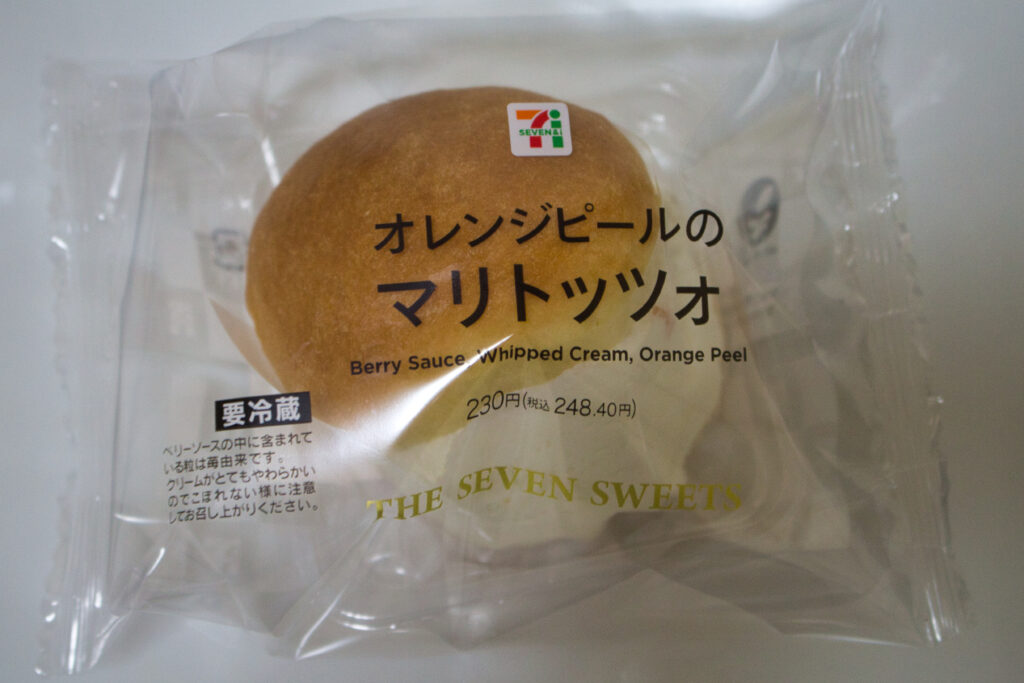 7i
SEVEN&i
オレンジピールの
マリトッツォ
Berry Sauce, Whipped Cream, Orange Peel
230円(税込 248.40円)
要冷蔵
ベリーソースの中に含まれて
いる粒は苺由来です。
クリームがとてもやわらかい
のでこぼれない様に注意
してお召し上がりください。
THE SEVEN SWEETS